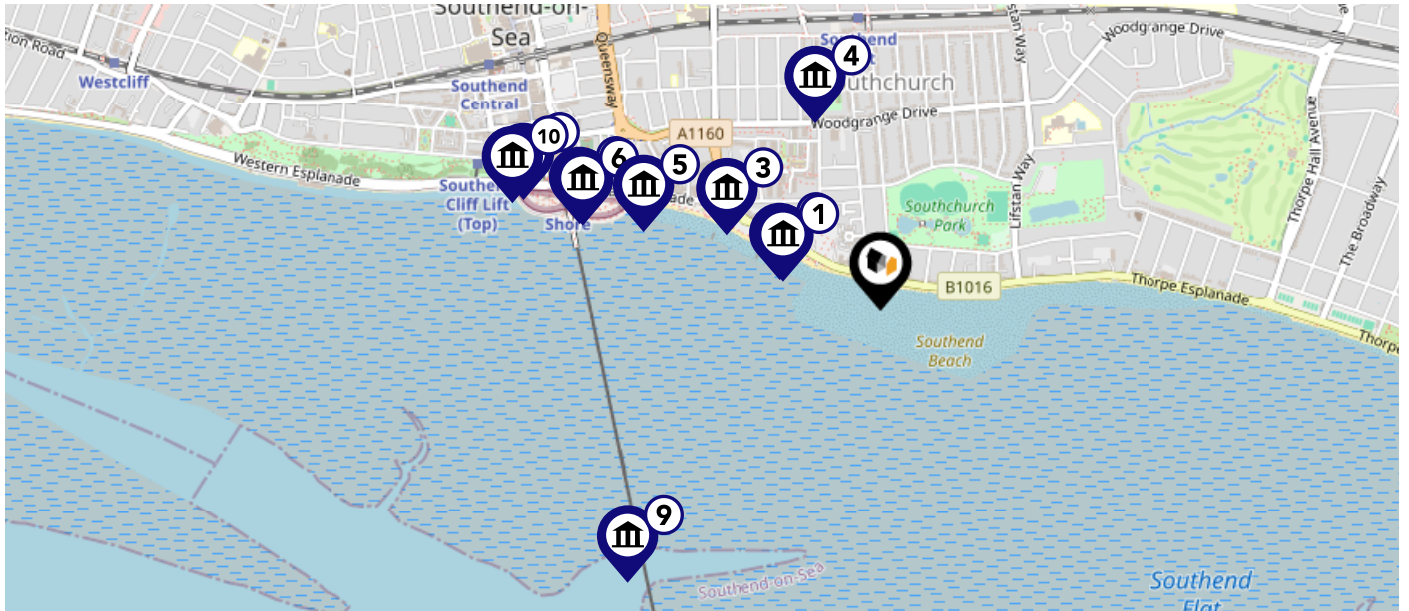 Southend-on-
Sea
Westcliff
Southend
Central
Queensway
A1160
Southend
4
uthchurch
Woodgrange Drive
Woodgrange Drive
Lifstan Way
Thorpe Hall Avenue
The Broadway
Western Esplanade
10
6
5
3
1
Cliff Lift
(Top)
Shore
Southchurch
Park
B1016
Thorpe Esplanade
Southend
Beach
9
Southend-on-Sea
Southend
Flat